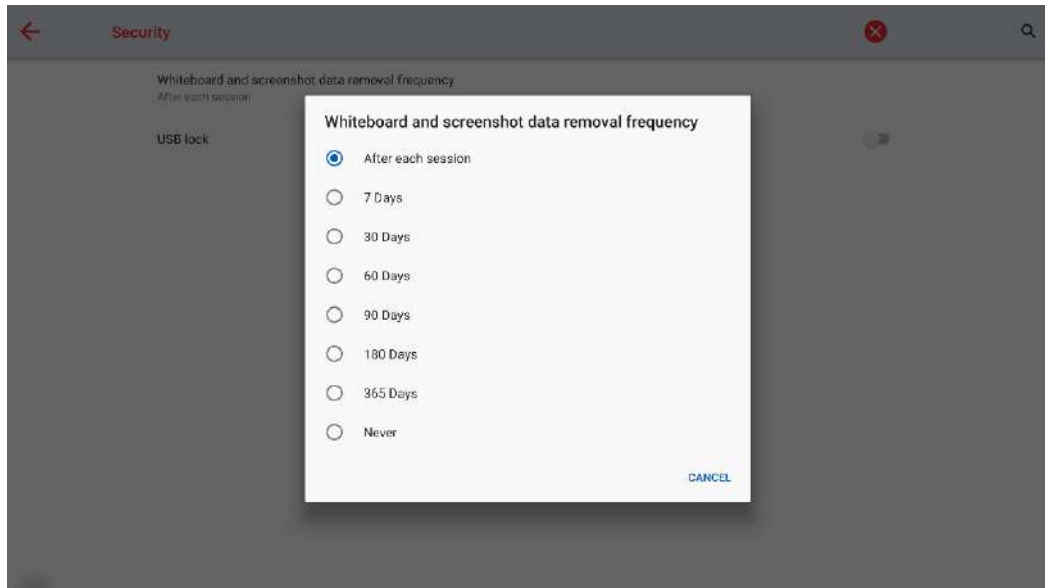 Security
Whiteboard and screenshot data removal frequency
After each session
USB lock
Whiteboard and screenshot data removal frequency
After each session
7 Days
30 Days
60 Days
90 Days
180 Days
365 Days
Never
CANCEL